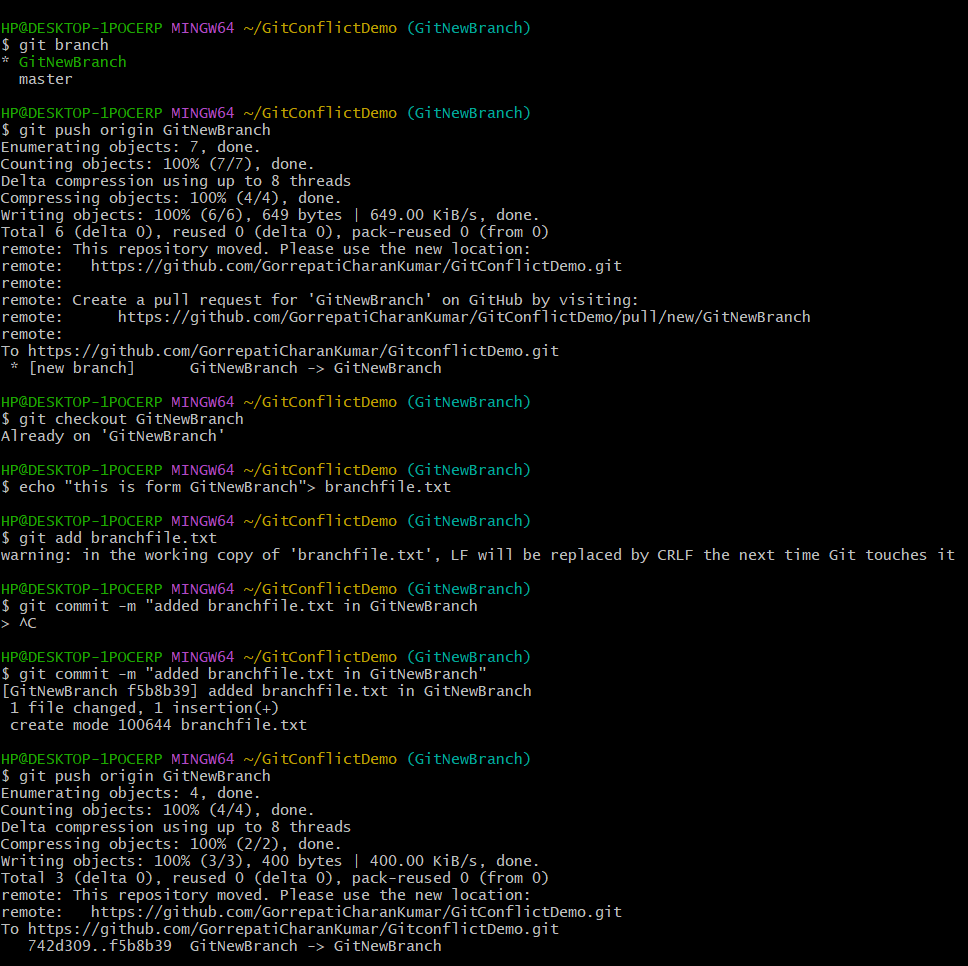 HP@DESKTOP-1POCERP MINGW64 ~/GitConflictDemo (GitNewBranch)
$ git branch
* GitNewBranch
  master
HP@DESKTOP-1POCERP MINGW64 ~/GitConflictDemo (GitNewBranch)
$ git push origin GitNewBranch
Enumerating objects: 7, done.
Counting objects: 100% (7/7), done.
Delta compression using up to 8 threads
Compressing objects: 100% (4/4), done.
Writing objects: 100% (6/6), 649 bytes | 649.00 KiB/s, done.
Total 6 (delta 0), reused 0 (delta 0), pack-reused 0 (from 0)
remote: This repository moved. Please use the new location:
remote:   https://github.com/GorrepatiCharanKumar/GitConflictDemo.git
remote:
remote: Create a pull request for 'GitNewBranch' on GitHub by visiting:
remote:      https://github.com/GorrepatiCharanKumar/GitConflictDemo/pull/new/GitNewBranch
remote:
To https://github.com/GorrepatiCharanKumar/GitconflictDemo.git
 * [new branch]      GitNewBranch -> GitNewBranch
HP@DESKTOP-1POCERP MINGW64 ~/GitConflictDemo (GitNewBranch)
$ git checkout GitNewBranch
Already on 'GitNewBranch'
HP@DESKTOP-1POCERP MINGW64 ~/GitConflictDemo (GitNewBranch)
$ echo "this is form GitNewBranch"> branchfile.txt
HP@DESKTOP-1POCERP MINGW64 ~/GitConflictDemo (GitNewBranch)
$ git add branchfile.txt
warning: in the working copy of 'branchfile.txt', LF will be replaced by CRLF the next time Git touches it
HP@DESKTOP-1POCERP MINGW64 ~/GitConflictDemo (GitNewBranch)
$ git commit -m "added branchfile.txt in GitNewBranch
> ^C
HP@DESKTOP-1POCERP MINGW64 ~/GitConflictDemo (GitNewBranch)
$ git commit -m "added branchfile.txt in GitNewBranch"
[GitNewBranch f5b8b39] added branchfile.txt in GitNewBranch
 1 file changed, 1 insertion(+)
 create mode 100644 branchfile.txt
HP@DESKTOP-1POCERP MINGW64 ~/GitConflictDemo (GitNewBranch)
$ git push origin GitNewBranch
Enumerating objects: 4, done.
Counting objects: 100% (4/4), done.
Delta compression using up to 8 threads
Compressing objects: 100% (2/2), done.
Writing objects: 100% (3/3), 400 bytes | 400.00 KiB/s, done.
Total 3 (delta 0), reused 0 (delta 0), pack-reused 0 (from 0)
remote: This repository moved. Please use the new location:
remote:   https://github.com/GorrepatiCharanKumar/GitConflictDemo.git
To https://github.com/GorrepatiCharanKumar/GitconflictDemo.git
   742d309..f5b8b39  GitNewBranch -> GitNewBranch